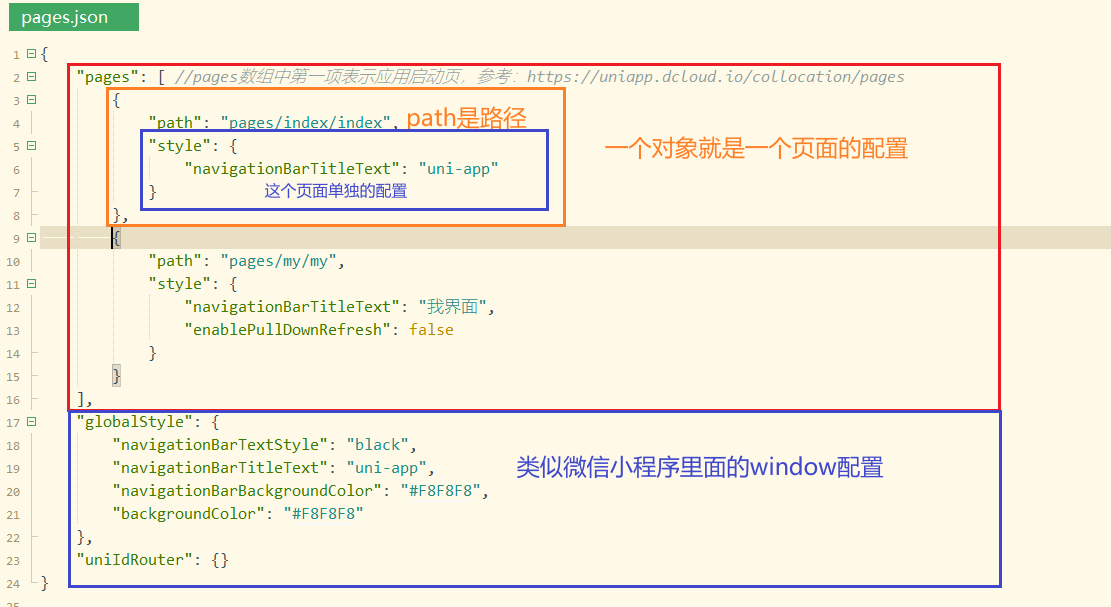 pages.json
1 {
2 "pages": [ //pages数组中第一项表示应用启动页，参考：https://uniapp.dcloud.io/collocation/pages
3 {
4 "path": "pages/index/index", path是路径
5 "style": { 一个对象就是一个页面的配置
6 "navigationBarTitleText": "uni-app"
7 } 这个页面单独的配置
8 },
9 {
10 "path": "pages/my/my",
11 "style": {
12 "navigationBarTitleText": "我界面",
13 "enablePullDownRefresh": false
14 }
15 }
16 ],
17 "globalStyle": {
18 "navigationBarTextStyle": "black",
19 "navigationBarTitleText": "uni-app", 类似微信小程序里面的window配置
20 "navigationBarBackgroundColor": "#F8F8F8",
21 "backgroundColor": "#F8F8F8"
22 },
23 "uniIdRouter": {}
24 }
25